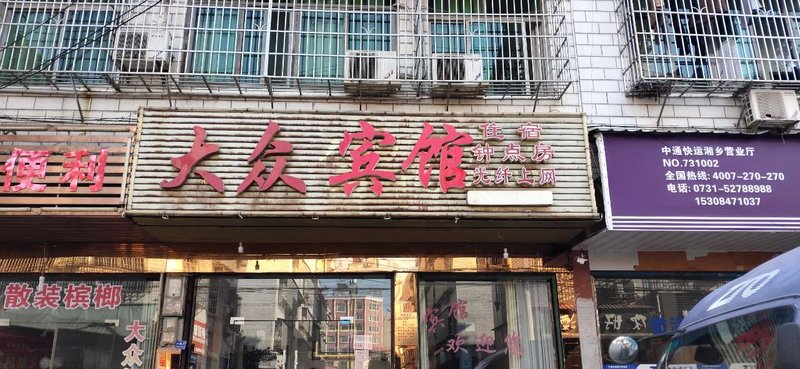 便利
大众宾馆
住宿
钟点房
光纤上网
中通快运湘乡营业厅
NO.731002
全国热线: 4007-270-270
电话: 0731-52788988
15308471037
散装槟榔
大众
宾馆
欢迎您